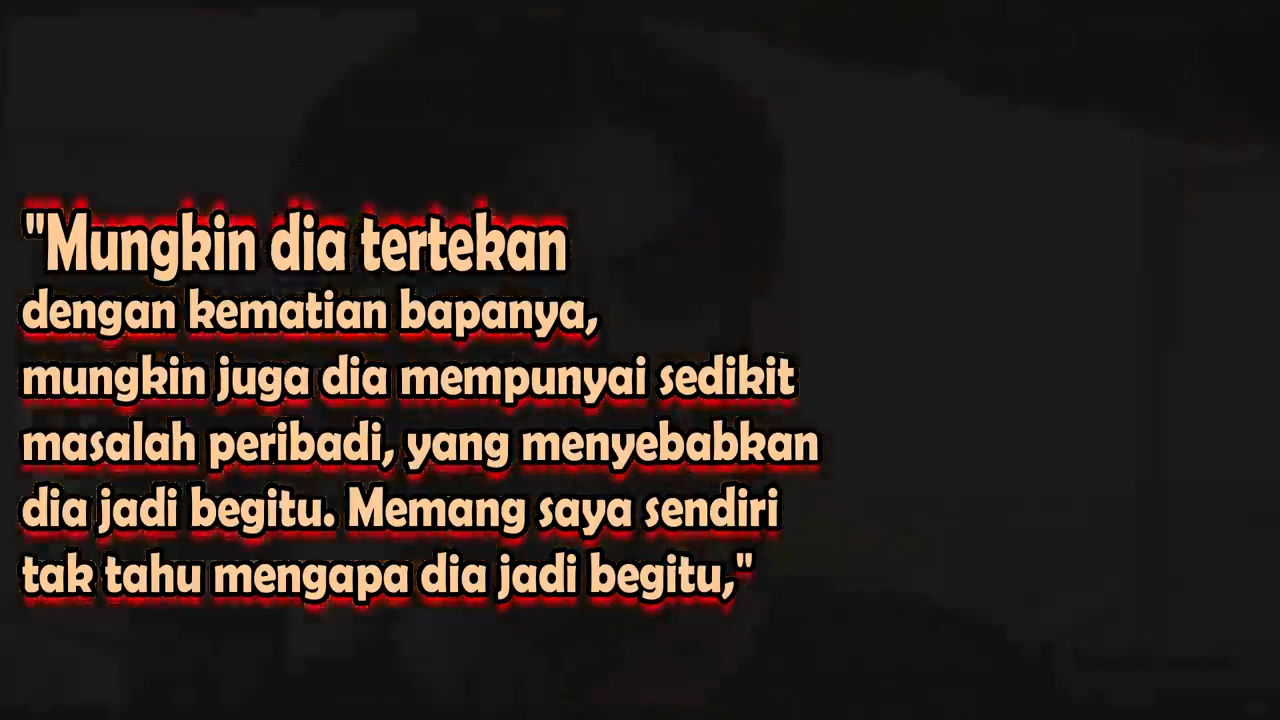 "Mungkin dia tertekan
dengan kematian bapanya,
mungkin juga dia mempunyai sedikit
masalah peribadi, yang menyebabkan
dia jadi begitu. Memang saya sendiri
tak tahu mengapa dia jadi begitu,"